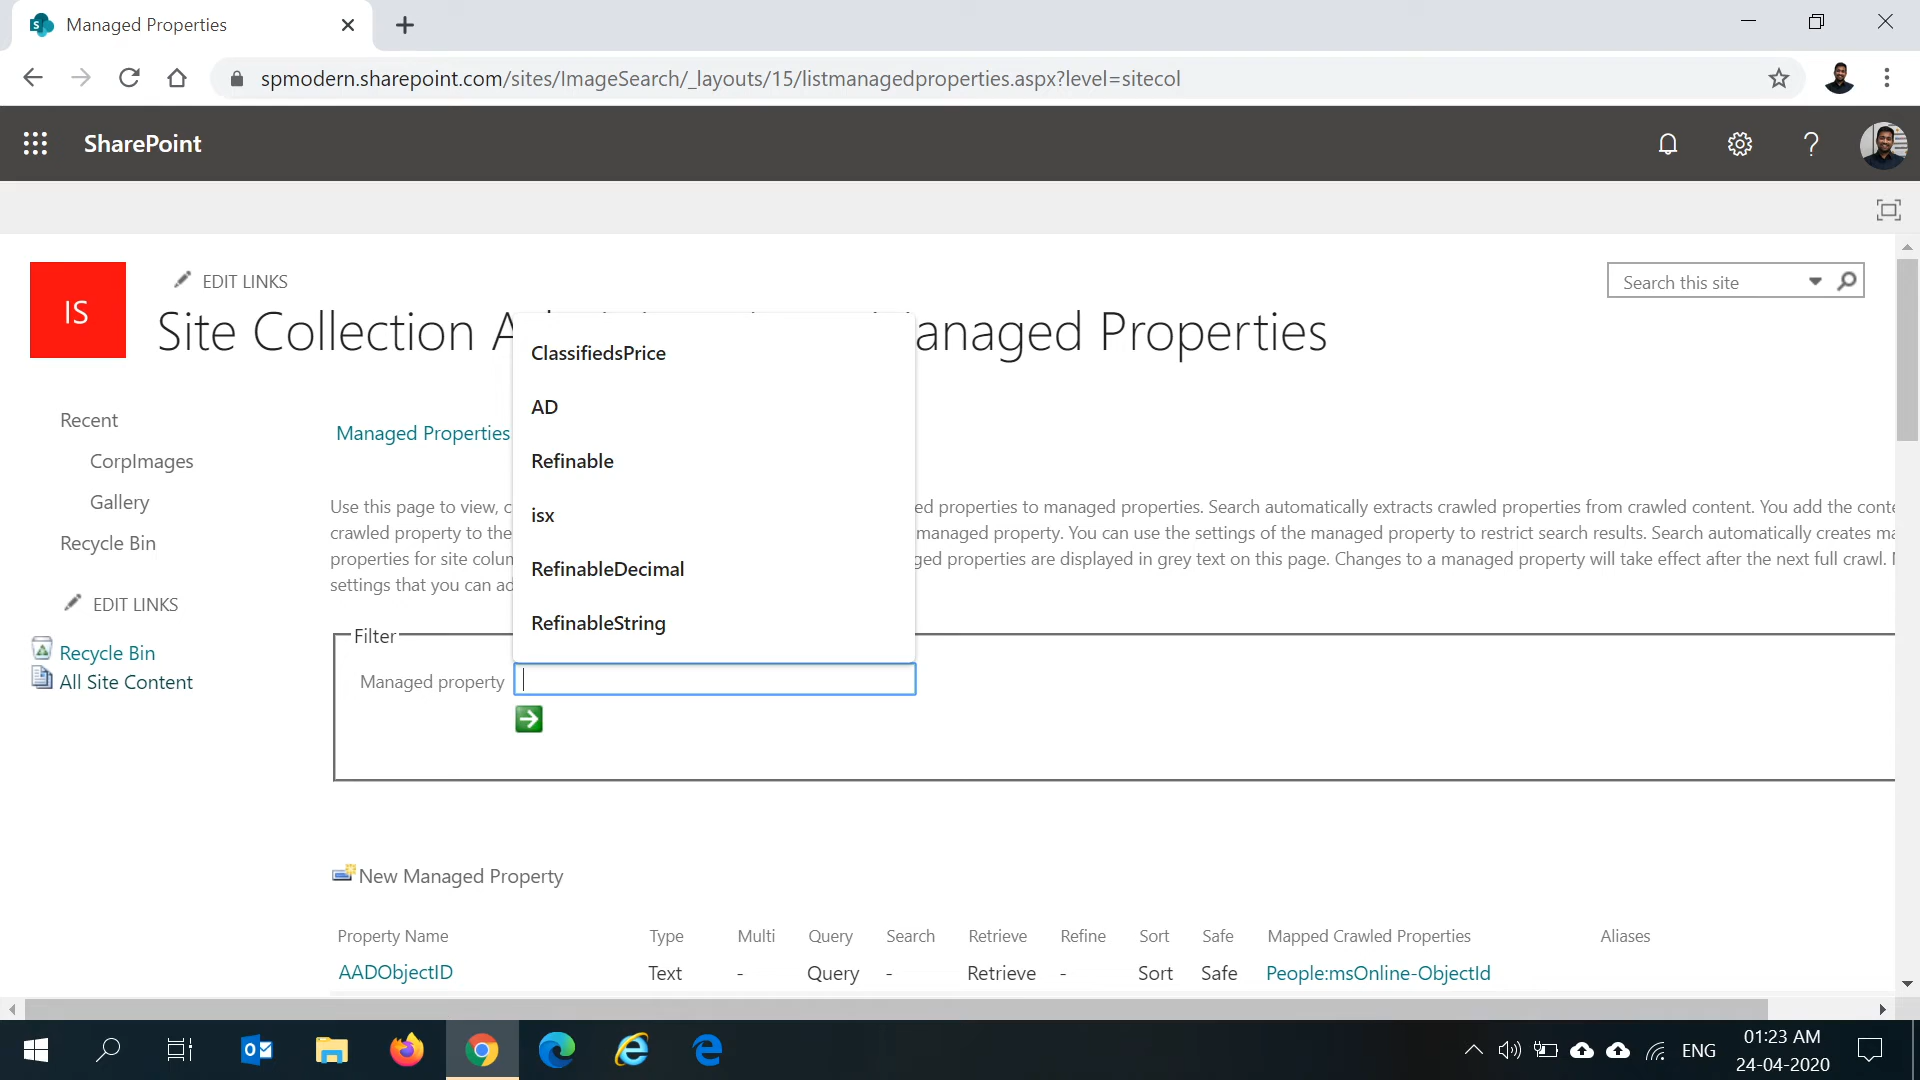 Managed Properties
spmodern.sharepoint.com/sites/ImageSearch/_layouts/15/listmanagedproperties.aspx?level=sitecol
SharePoint
EDIT LINKS
Search this site
IS
Site Collection A
anaged Properties
ClassifiedsPrice
AD
Refinable
isx
RefinableDecimal
RefinableString
Recent
CorpImages
Gallery
Recycle Bin
EDIT LINKS
Recycle Bin
All Site Content
Managed Properties
Use this page to view, c
ed properties to managed properties. Search automatically extracts crawled properties from crawled content. You add the conte
crawled property to the
managed property. You can use the settings of the managed property to restrict search results. Search automatically creates ma
properties for site colum
ged properties are displayed in grey text on this page. Changes to a managed property will take effect after the next full crawl.
settings that you can ad
Filter
Managed property
New Managed Property
Property Name Type Multi Query Search Retrieve Refine Sort Safe Mapped Crawled Properties Aliases
AADObjectID Text - Query - Retrieve - Sort Safe People:msOnline-ObjectId
ENG
01:23 AM
24-04-2020